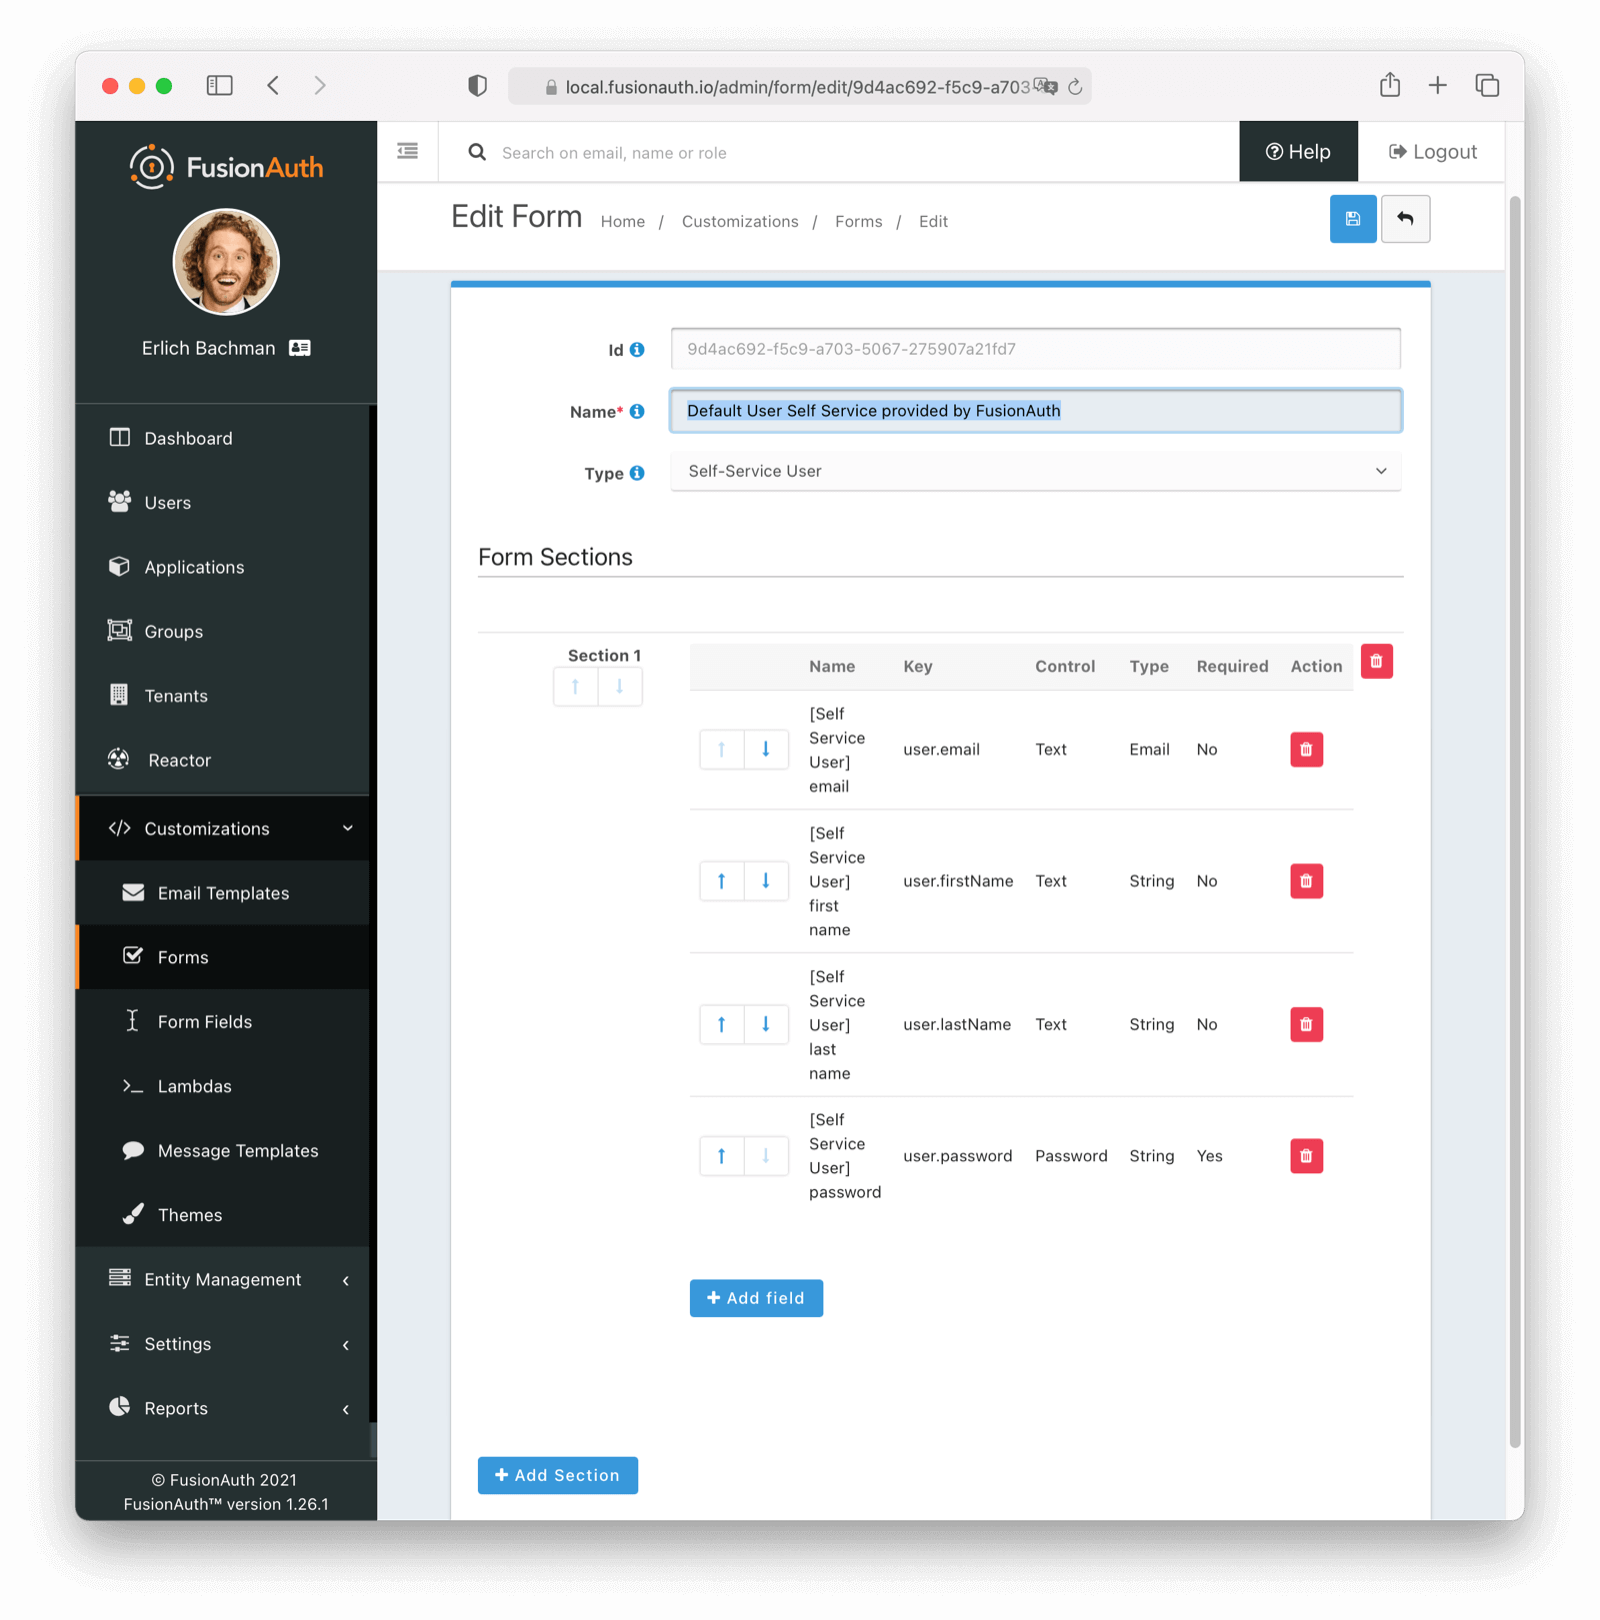 local.fusionauth.io/admin/form/edit/9d4ac692-f5c9-a703
FusionAuth
Erlich Bachman
Dashboard
Users
Applications
Groups
Tenants
Reactor
Customizations
Email Templates
Forms
Form Fields
Lambdas
Message Templates
Themes
Entity Management
Settings
Reports
© FusionAuth 2021
FusionAuth™ version 1.26.1
Search on email, name or role
Help
Logout
Edit Form
Home / Customizations / Forms / Edit
Id
9d4ac692-f5c9-a703-5067-275907a21fd7
Name*
Default User Self Service provided by FusionAuth
Type
Self-Service User
Form Sections
Section 1
Name Key Control Type Required Action
[Self
Service
User]
email
user.email Text Email No
[Self
Service
User]
first
name
user.firstName Text String No
[Self
Service
User]
last
name
user.lastName Text String No
[Self
Service
User]
password
user.password Password String Yes
Add field
Add Section